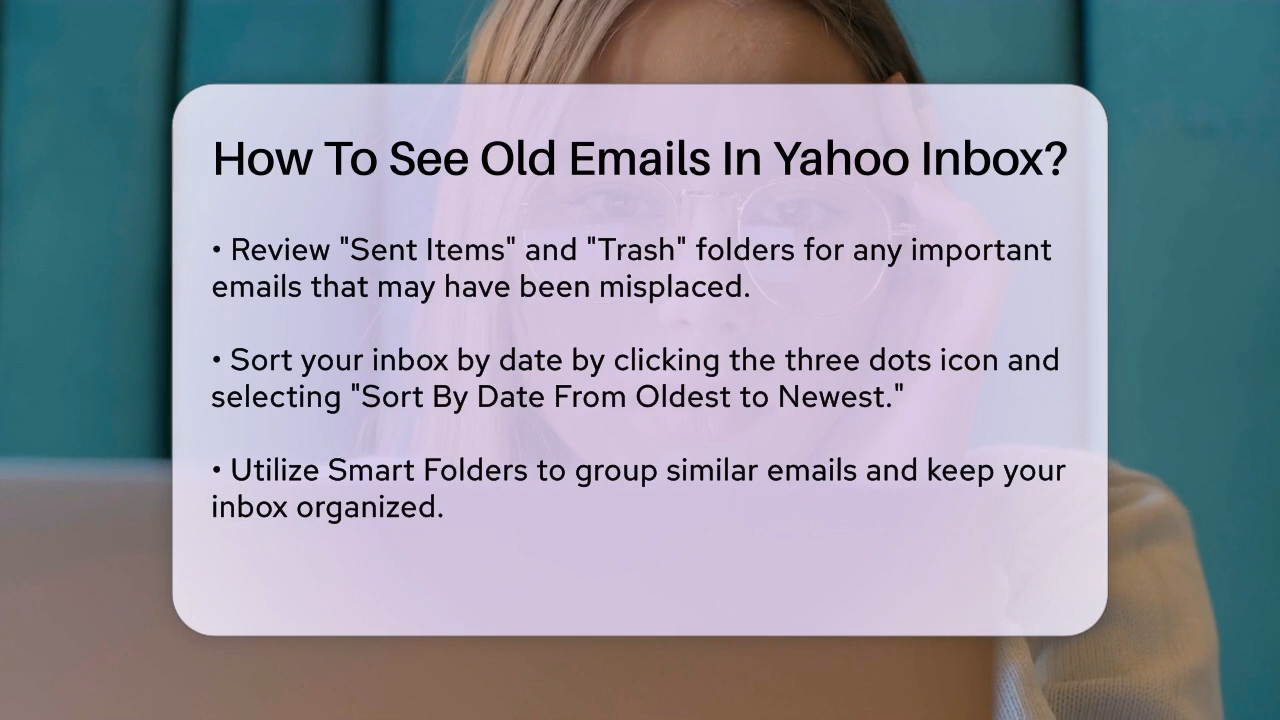 How To See Old Emails In Yahoo Inbox?
• Review "Sent Items" and "Trash" folders for any important
emails that may have been misplaced.
• Sort your inbox by date by clicking the three dots icon and
selecting "Sort By Date From Oldest to Newest."
• Utilize Smart Folders to group similar emails and keep your
inbox organized.